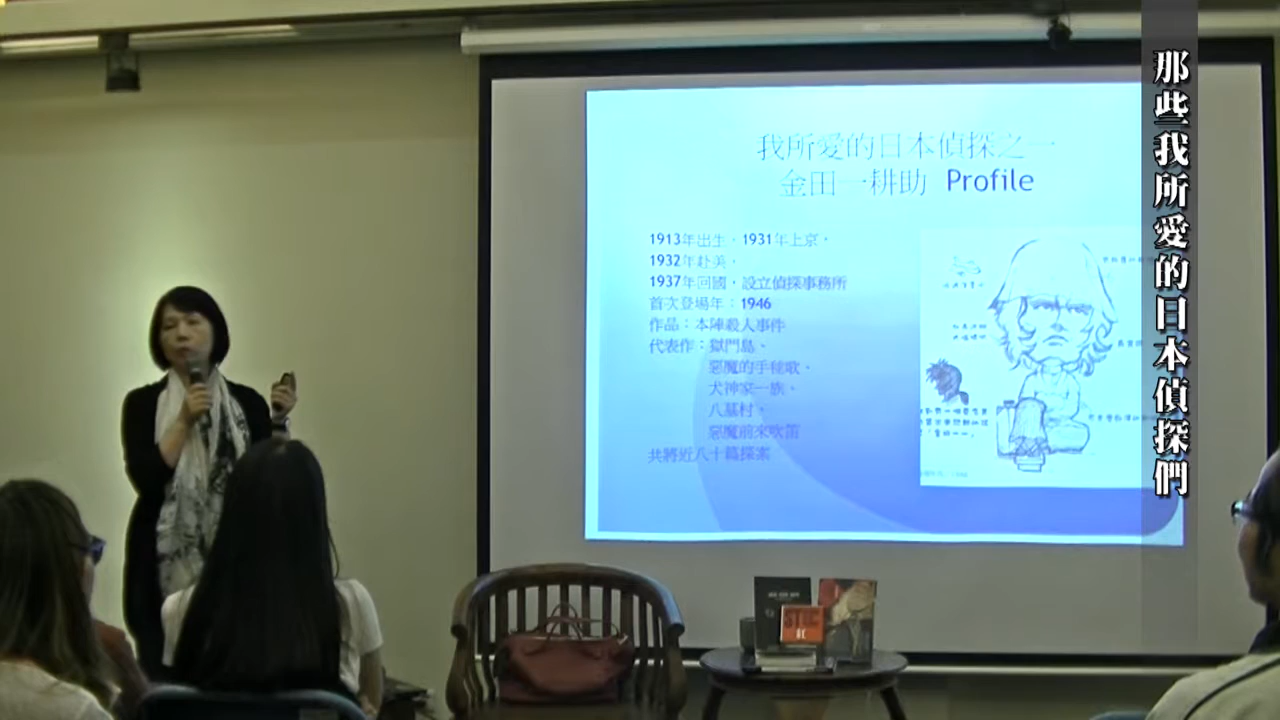 我所愛的日本偵探之一
金田一耕助 Profile
1913年出生，1931年上京，
1932年赴美，
1937年回國，設立偵探事務所
首次登場年：1946
作品：本陣殺人事件
代表作：獄門島、
惡魔的手毬歌、
犬神家一族、
八墓村、
惡魔前來吹笛
共將近八十篇探案
那些我所愛的日本偵探們